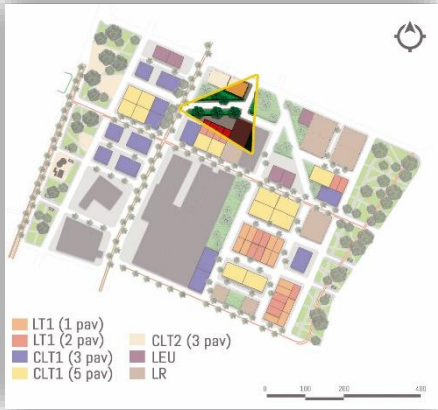 LT1 (1 pav)
LT1 (2 pav)
CLT1 (3 pav)
CLT1 (5 pav)
CLT2 (3 pav)
LEU
LR
0 100 200 400